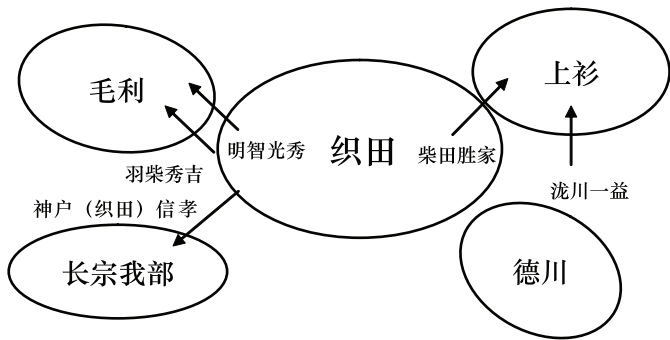 毛利
上衫
明智光秀
织田
柴田胜家
羽柴秀吉
泷川一益
神户（织田）信孝
长宗我部
德川